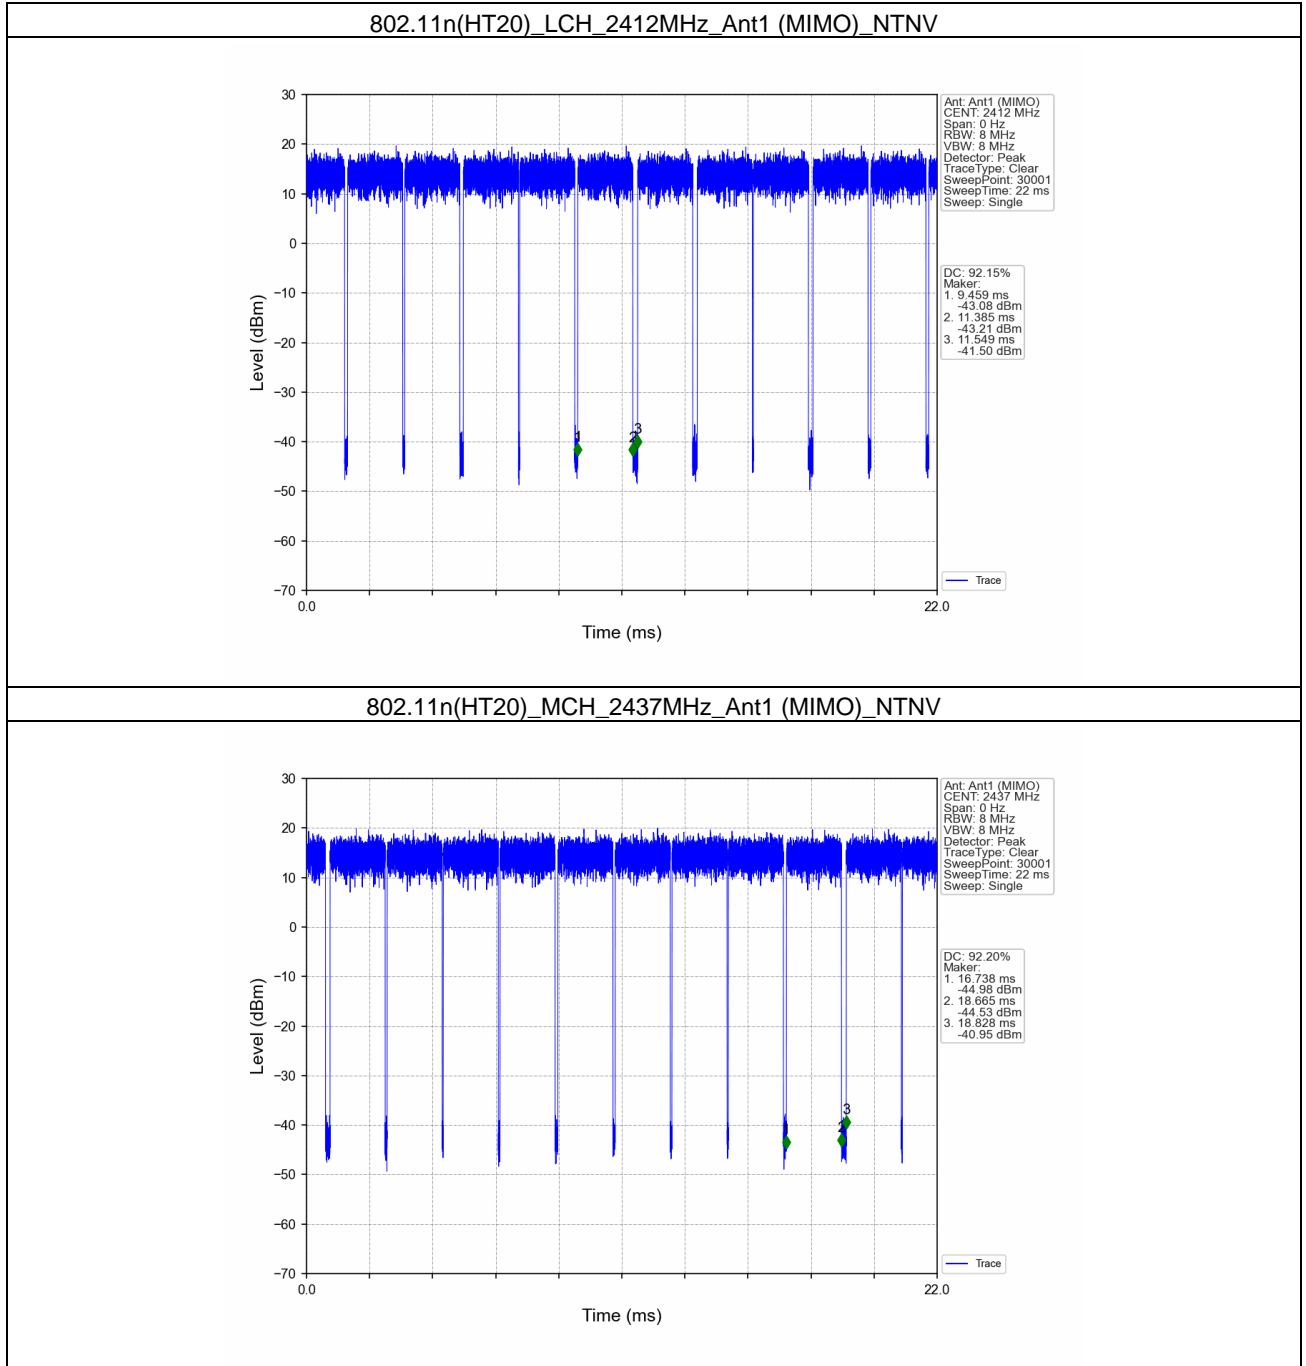 802.11n(HT20)_LCH_2412MHz_Ant1 (MIMO)_NTNV
30
20
10
0
−10
−20
−30
−40
−50
−60
−70
Level (dBm)
1
2
3
0.0
22.0
Time (ms)
Ant: Ant1 (MIMO)
CENT: 2412 MHz
Span: 0 Hz
RBW: 8 MHz
VBW: 8 MHz
Detector: Peak
TraceType: Clear
SweepPoint: 30001
SweepTime: 22 ms
Sweep: Single
DC: 92.15%
Maker:
1. 9.459 ms
-43.08 dBm
2. 11.385 ms
-43.21 dBm
3. 11.549 ms
-41.50 dBm
Trace
802.11n(HT20)_MCH_2437MHz_Ant1 (MIMO)_NTNV
30
20
10
0
−10
−20
−30
−40
−50
−60
−70
Level (dBm)
1
2
3
0.0
22.0
Time (ms)
Ant: Ant1 (MIMO)
CENT: 2437 MHz
Span: 0 Hz
RBW: 8 MHz
VBW: 8 MHz
Detector: Peak
TraceType: Clear
SweepPoint: 30001
SweepTime: 22 ms
Sweep: Single
DC: 92.20%
Maker:
1. 16.738 ms
-44.98 dBm
2. 18.665 ms
-44.53 dBm
3. 18.828 ms
-40.95 dBm
Trace